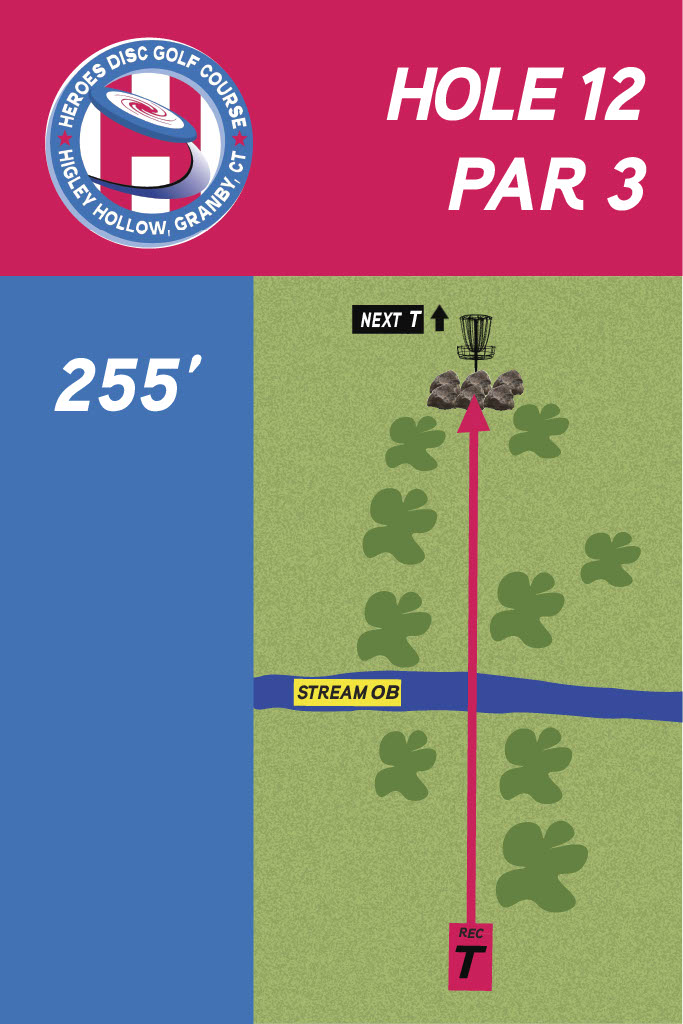 HEROES DISC GOLF COURSE
HIGLEY HOLLOW, GRANBY, CT
HOLE 12
PAR 3
255'
NEXT T
STREAM OB
REC
T